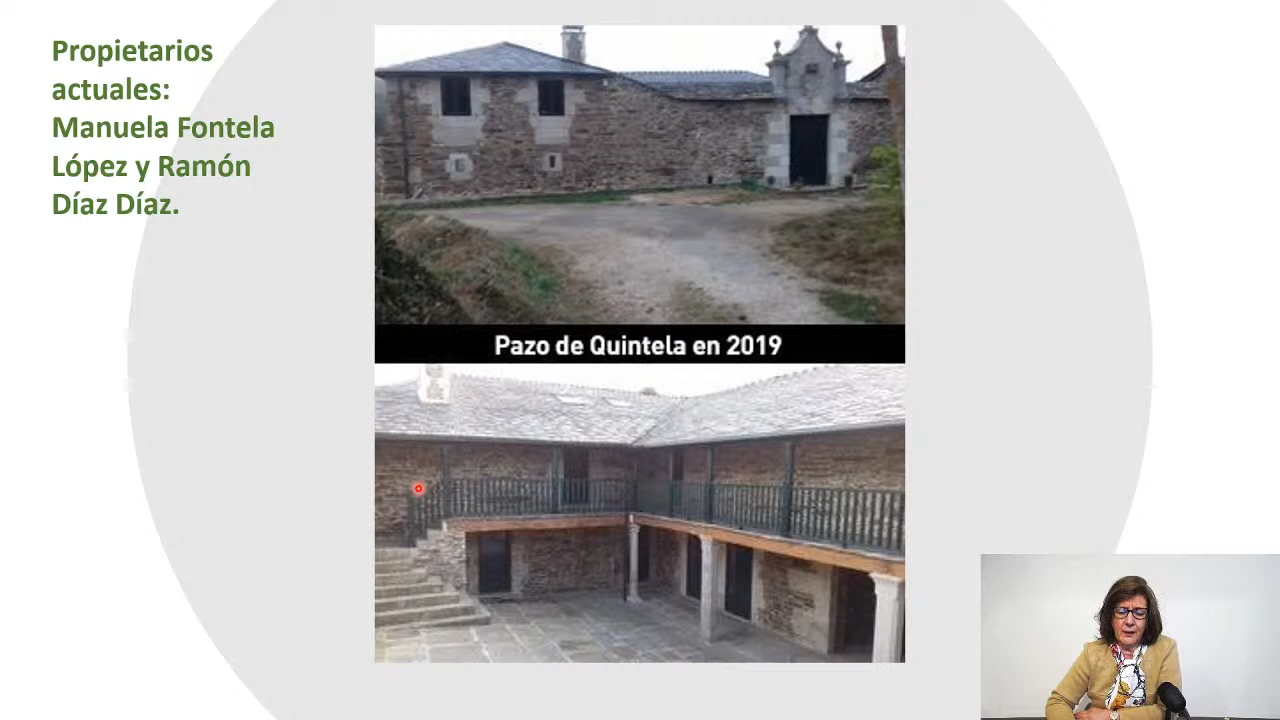 Propietarios
actuales:
Manuela Fontela
López y Ramón
Díaz Díaz.
Pazo de Quintela en 2019